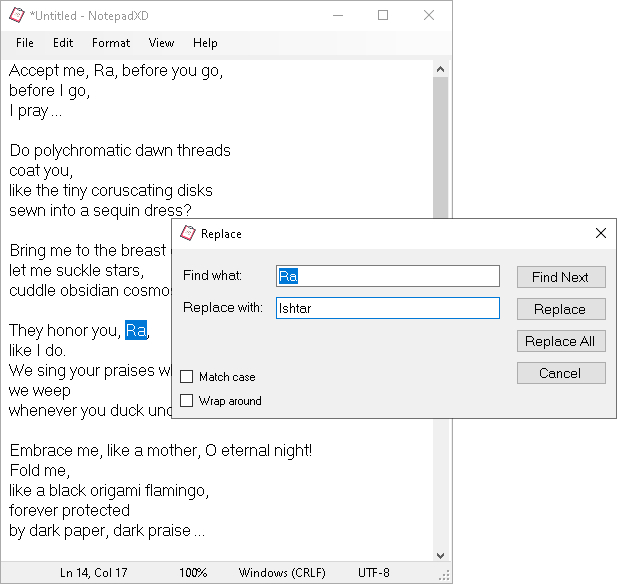 *Untitled - NotepadXD
File Edit Format View Help
Accept me, Ra, before you go,
before I go,
I pray ...
Do polychromatic dawn threads
coat you,
like the tiny coruscating disks
sewn into a sequin dress?
Bring me to the breast
let me suckle stars,
cuddle obsidian cosmos
They honor you, Ra,
like I do.
We sing your praises
we weep
whenever you duck
Embrace me, like a mother, O eternal night!
Fold me,
like a black origami flamingo,
forever protected
by dark paper, dark praise ...
Ln 14, Col 17 100% Windows (CRLF) UTF-8
Replace
Find what: Ra Find Next
Replace with: Ishtar Replace
Replace All
Match case Cancel
Wrap around